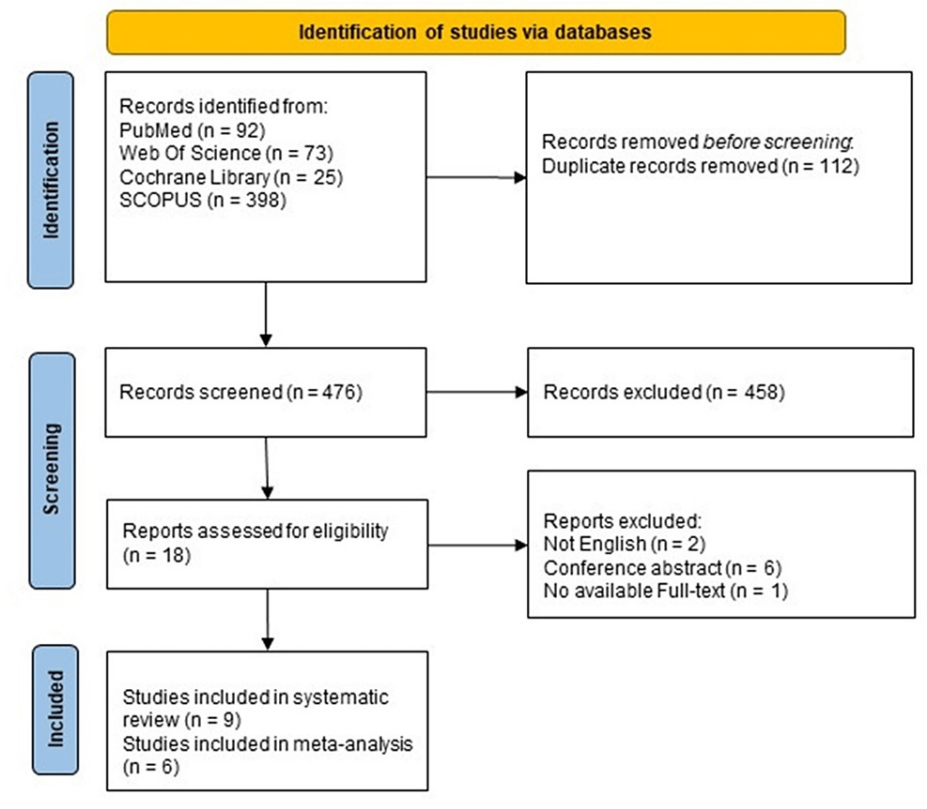 Identification of studies via databases
Identification
Records identified from:
PubMed (n = 92)
Web Of Science (n = 73)
Cochrane Library (n = 25)
SCOPUS (n = 398)
Records removed before screening:
Duplicate records removed (n = 112)
Screening
Records screened (n = 476)
Records excluded (n = 458)
Reports assessed for eligibility
(n = 18)
Reports excluded:
Not English (n = 2)
Conference abstract (n = 6)
No available Full-text (n = 1)
Included
Studies included in systematic
review (n = 9)
Studies included in meta-analysis
(n = 6)